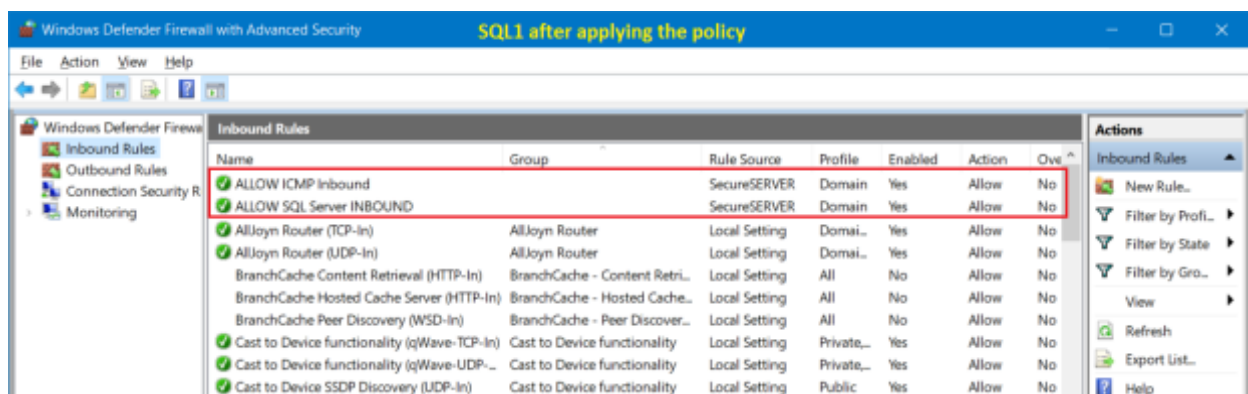 Windows Defender Firewall with Advanced Security SQL1 after applying the policy
File Action View Help
Windows Defender Firewa
Inbound Rules
Outbound Rules
Connection Security R
Monitoring
Inbound Rules
Name Group Rule Source Profile Enabled Action Ove
ALLOW ICMP Inbound SecureSERVER Domain Yes Allow No
ALLOW SQL Server INBOUND SecureSERVER Domain Yes Allow No
AllJoyn Router (TCP-In) AllJoyn Router Local Setting Domai... Yes Allow No
AllJoyn Router (UDP-In) AllJoyn Router Local Setting Domai... Yes Allow No
BranchCache Content Retrieval (HTTP-In) BranchCache - Content Retri... Local Setting All No Allow No
BranchCache Hosted Cache Server (HTTP-In) BranchCache - Hosted Cache... Local Setting All No Allow No
BranchCache Peer Discovery (WSD-In) BranchCache - Peer Discover... Local Setting All No Allow No
Cast to Device functionality (qWave-TCP-In) Cast to Device functionality Local Setting Private,... Yes Allow No
Cast to Device functionality (qWave-UDP-... Cast to Device functionality Local Setting Private,... Yes Allow No
Cast to Device SSDP Discovery (UDP-In) Cast to Device functionality Local Setting Public Yes Allow No
Actions
Inbound Rules
New Rule...
Filter by Profi...
Filter by State
Filter by Gro...
View
Refresh
Export List...
Help